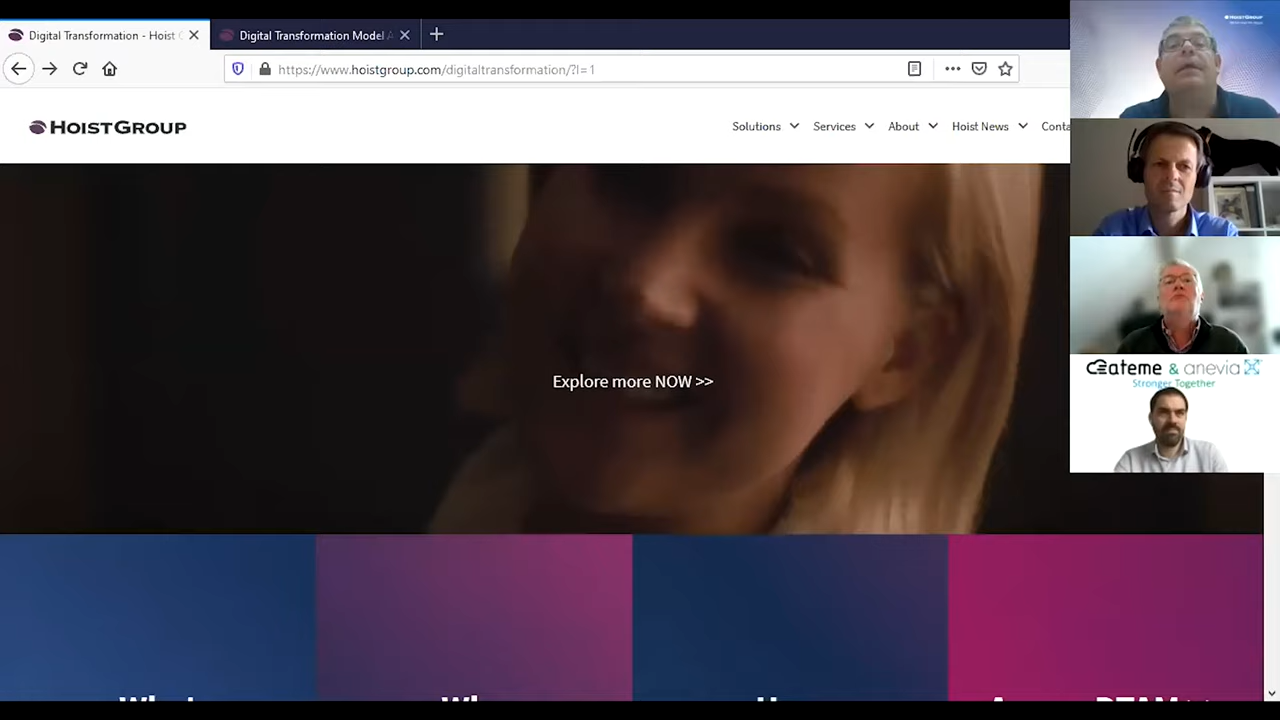 Digital Transformation - Hoist
Digital Transformation Model
https://www.hoistgroup.com/digitaltransformation/?l=1
HOISTGROUP
Solutions
Services
About
Hoist News
Conta
Explore more NOW >>
HOISTGROUP
ateme & anevia
Stronger Together